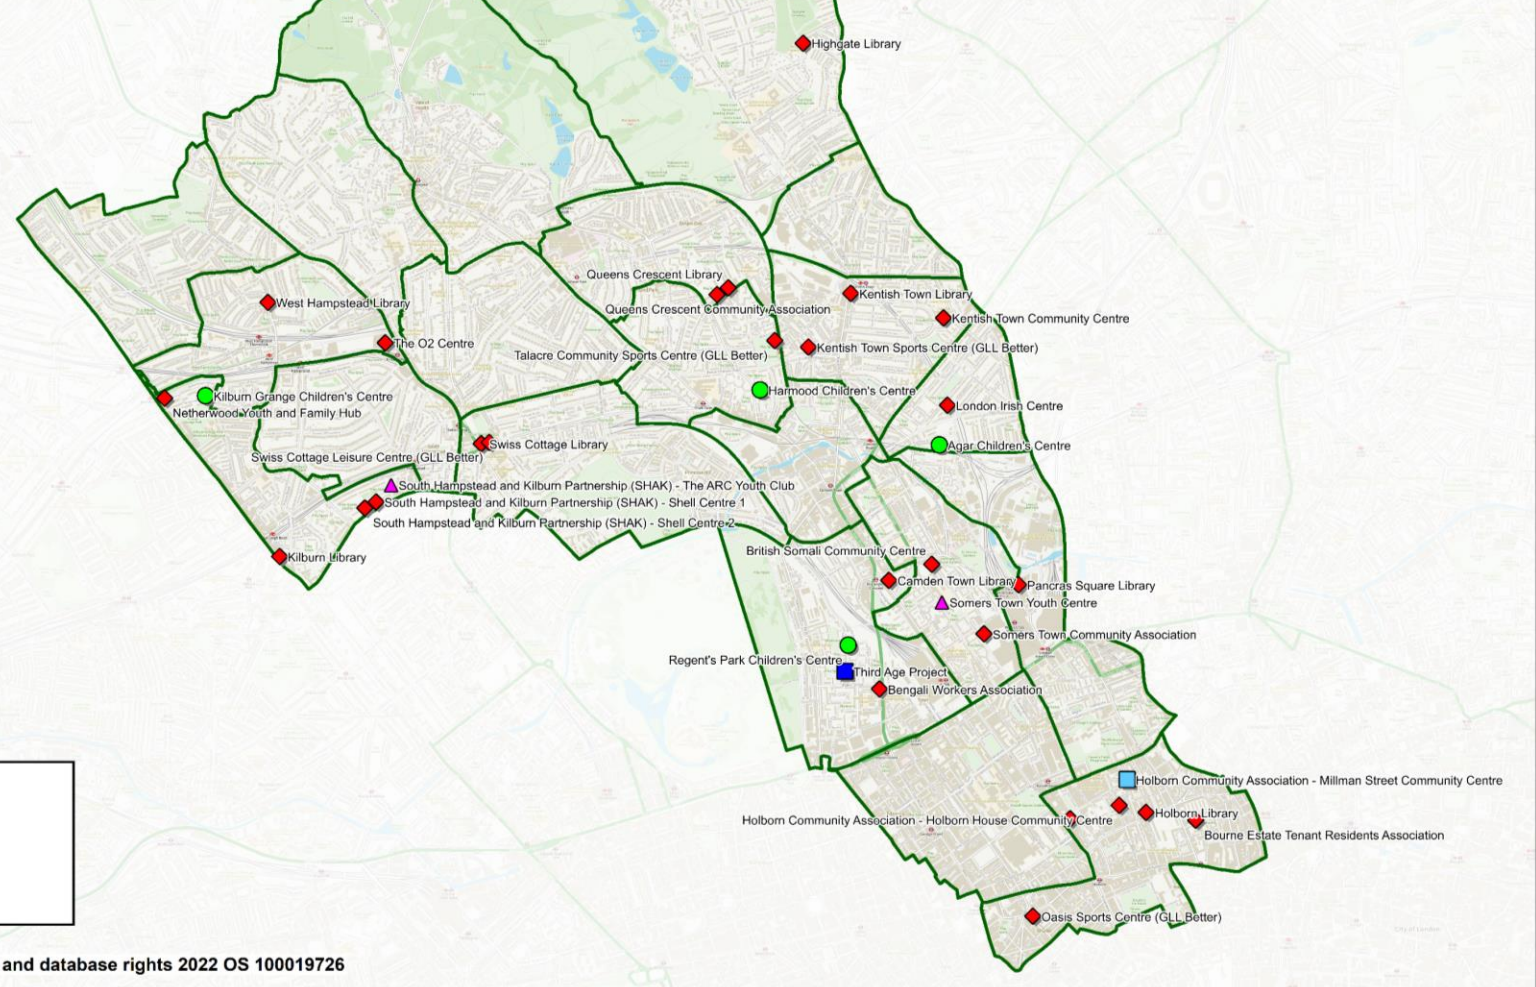 Highgate Library
Queens Crescent Library
Kentish Town Library
West Hampstead Library
Queens Crescent Community Association
Kentish Town Community Centre
The O2 Centre
Talacre Community Sports Centre (GLL Better)
Kentish Town Sports Centre (GLL Better)
Kilburn Grange Children's Centre
Harmood Children's Centre
Netherwood Youth and Family Hub
London Irish Centre
Swiss Cottage Library
Agar Children's Centre
Swiss Cottage Leisure Centre (GLL Better)
South Hampstead and Kilburn Partnership (SHAK) - The ARC Youth Club
South Hampstead and Kilburn Partnership (SHAK) - Shell Centre 1
South Hampstead and Kilburn Partnership (SHAK) - Shell Centre 2
British Somali Community Centre
Kilburn Library
Camden Town Library
Pancras Square Library
Somers Town Youth Centre
Somers Town Community Association
Regent's Park Children's Centre
Third Age Project
Bengali Workers Association
Holborn Community Association - Millman Street Community Centre
Holborn Library
Holborn Community Association - Holborn House Community Centre
Bourne Estate Tenant Residents Association
Oasis Sports Centre (GLL Better)
City of London
and database rights 2022 OS 100019726